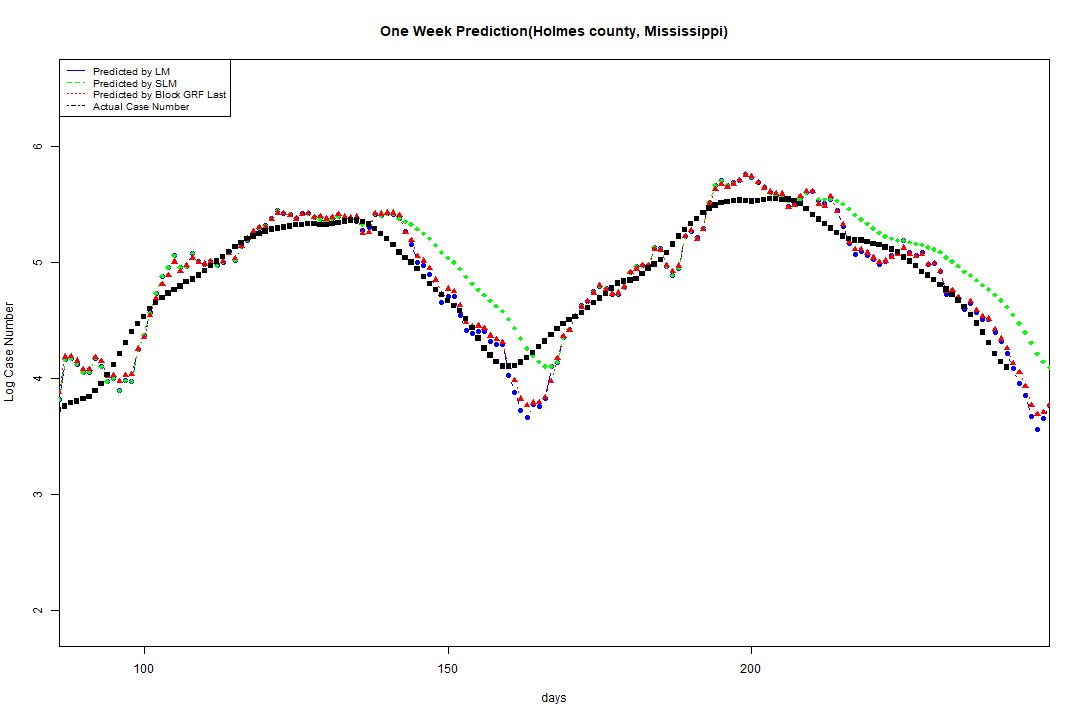 One Week Prediction(Holmes county, Mississippi)
Predicted by LM
Predicted by SLM
Predicted by Block GRF Last
Actual Case Number
6
5
4
3
2
Log Case Number
100 150 200
days